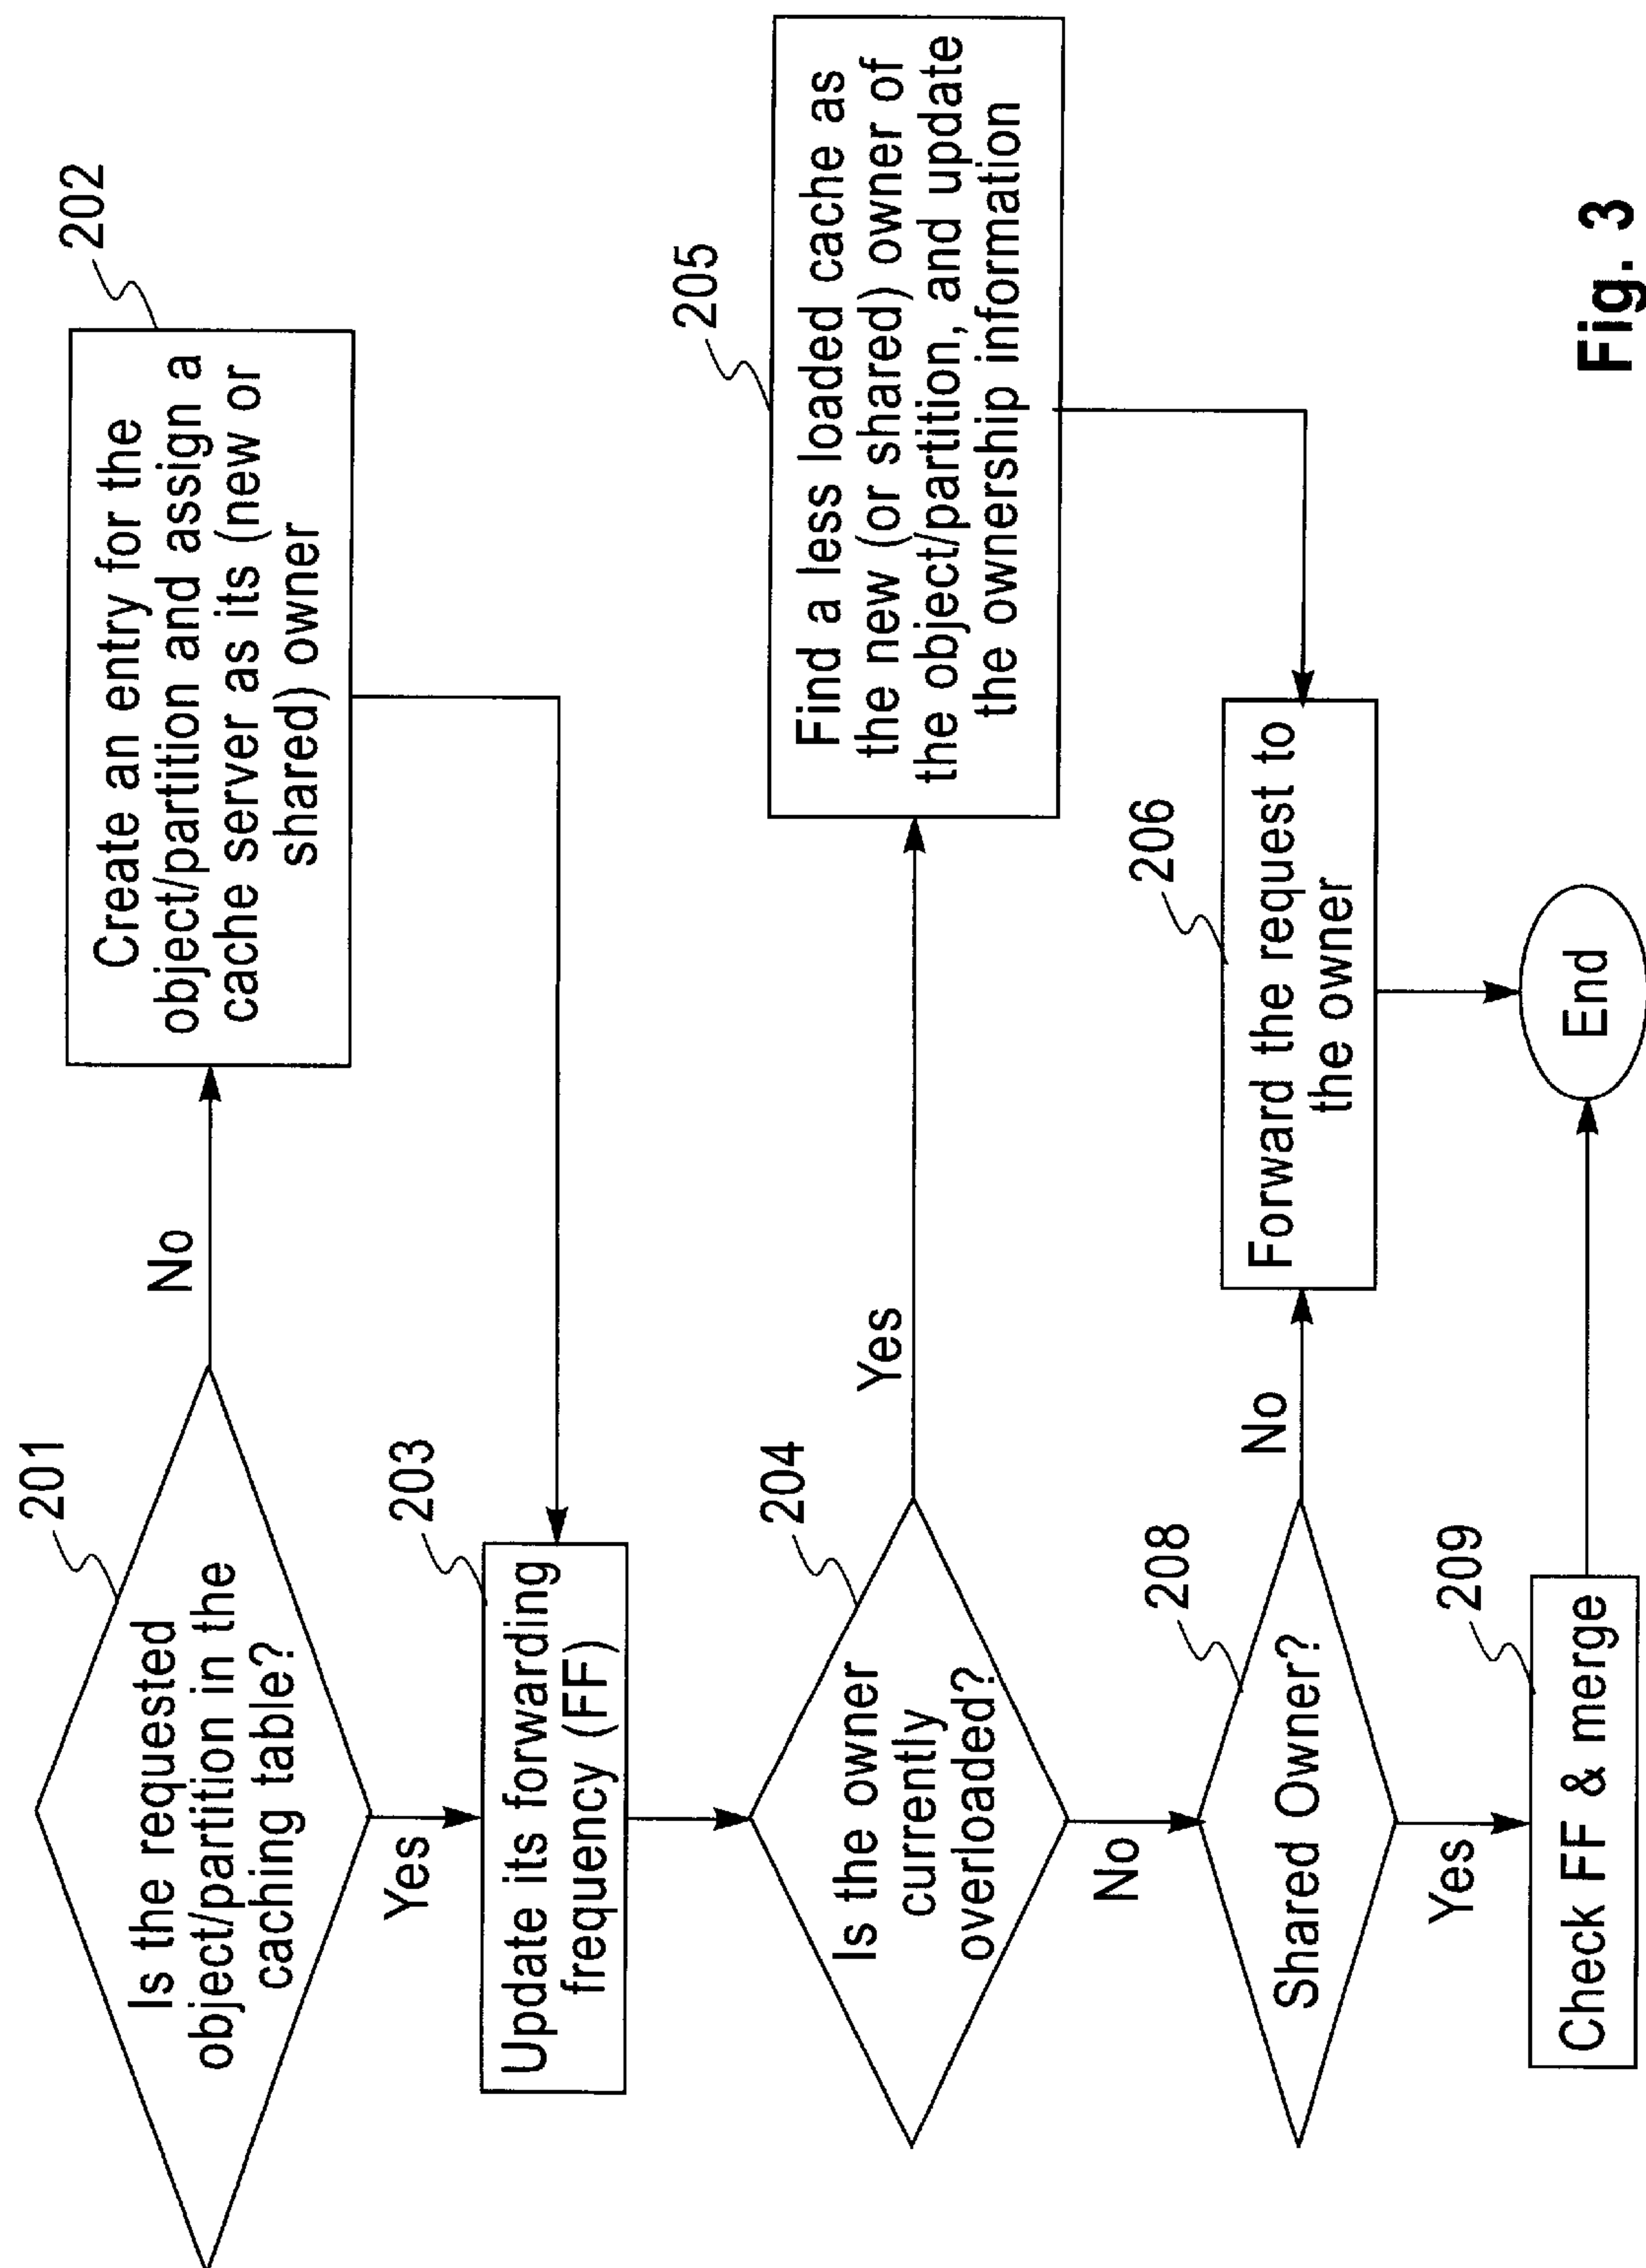 201
Is the requested
object/partition in the
caching table?
No
202
Create an entry for the
object/partition and assign a
cache server as its (new or
shared) owner
Yes
203
Update its forwarding
frequency (FF)
204
Is the owner
currently
overloaded?
Yes
205
Find a less loaded cache as
the new (or shared) owner of
the object/partition, and update
the ownership information
No
208
Shared Owner?
No
206
Forward the request to
the owner
Yes
209
Check FF & merge
End
Fig. 3